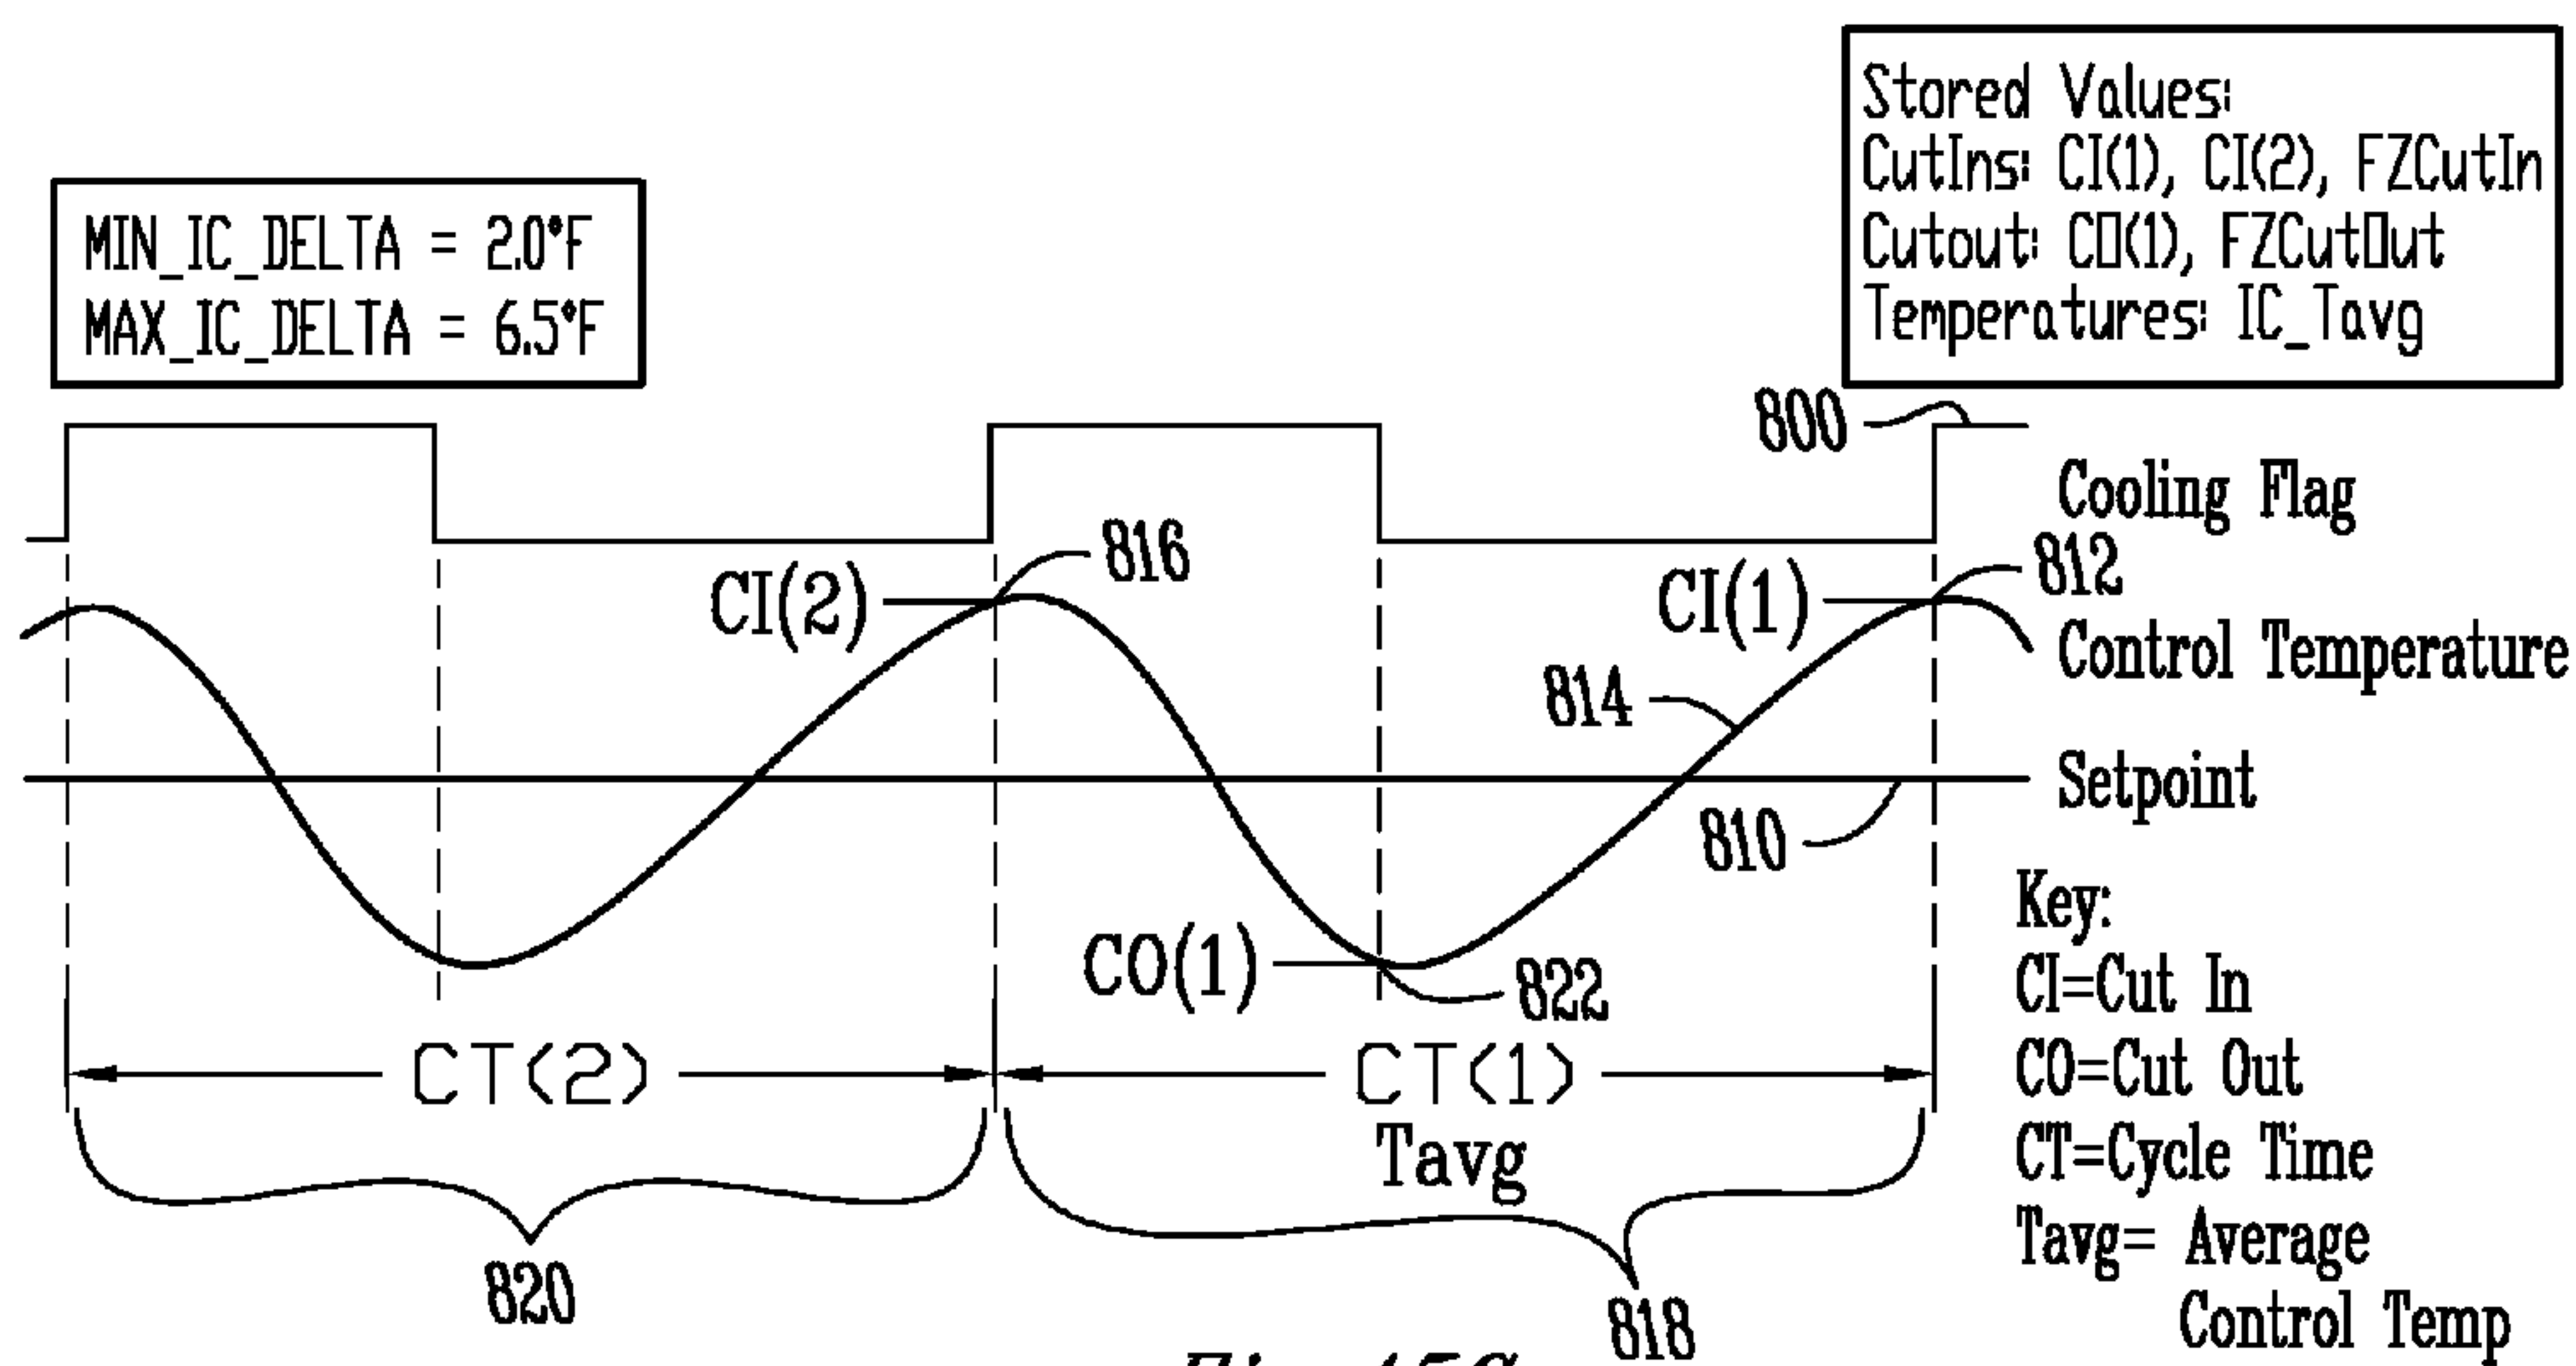 Stored Values:
CutIns: CI(1), CI(2), FZCutIn
Cutout: CO(1), FZCutOut
Temperatures: IC_Tavg
MIN_IC_DELTA = 2.0°F
MAX_IC_DELTA = 6.5°F
800
Cooling Flag
816
812
CI(2)
CI(1)
Control Temperature
814
Setpoint
810
CO(1)
822
Key:
CI=Cut In
CO=Cut Out
CT=Cycle Time
Tavg= Average
Control Temp
CT(2)
CT(1)
Tavg
820
818